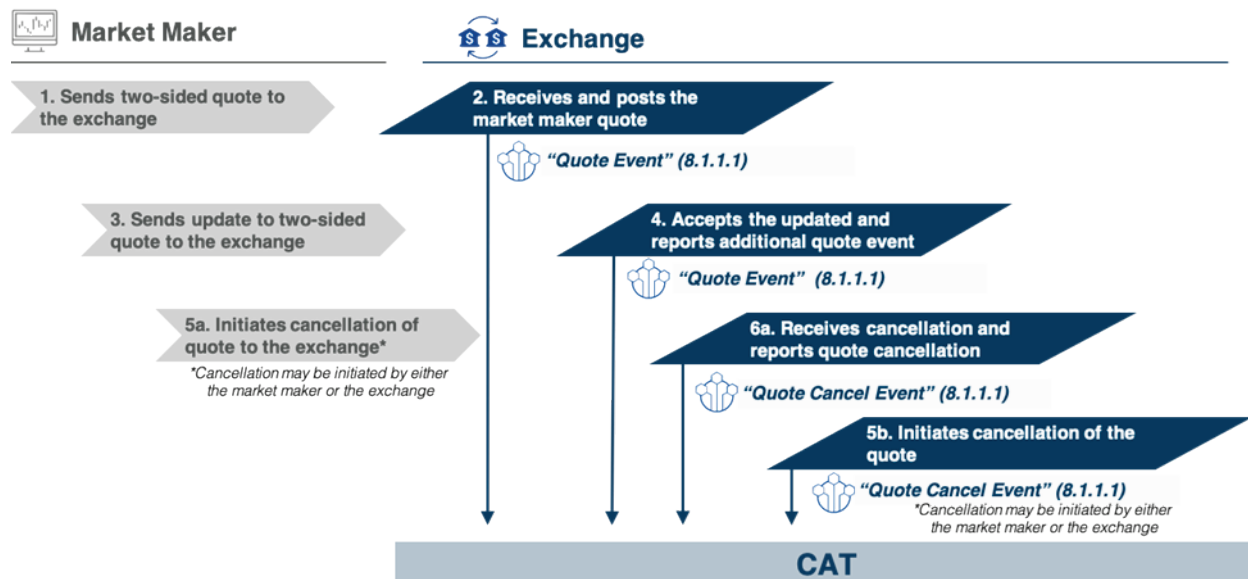 Market Maker
Exchange
1. Sends two-sided quote to
the exchange
2. Receives and posts the
market maker quote
“Quote Event” (8.1.1.1)
3. Sends update to two-sided
quote to the exchange
4. Accepts the updated and
reports additional quote event
“Quote Event” (8.1.1.1)
5a. Initiates cancellation of
quote to the exchange*
*Cancellation may be initiated by either
the market maker or the exchange
6a. Receives cancellation and
reports quote cancellation
“Quote Cancel Event” (8.1.1.1)
5b. Initiates cancellation of the
quote
“Quote Cancel Event” (8.1.1.1)
*Cancellation may be initiated by either
the market maker or the exchange
CAT